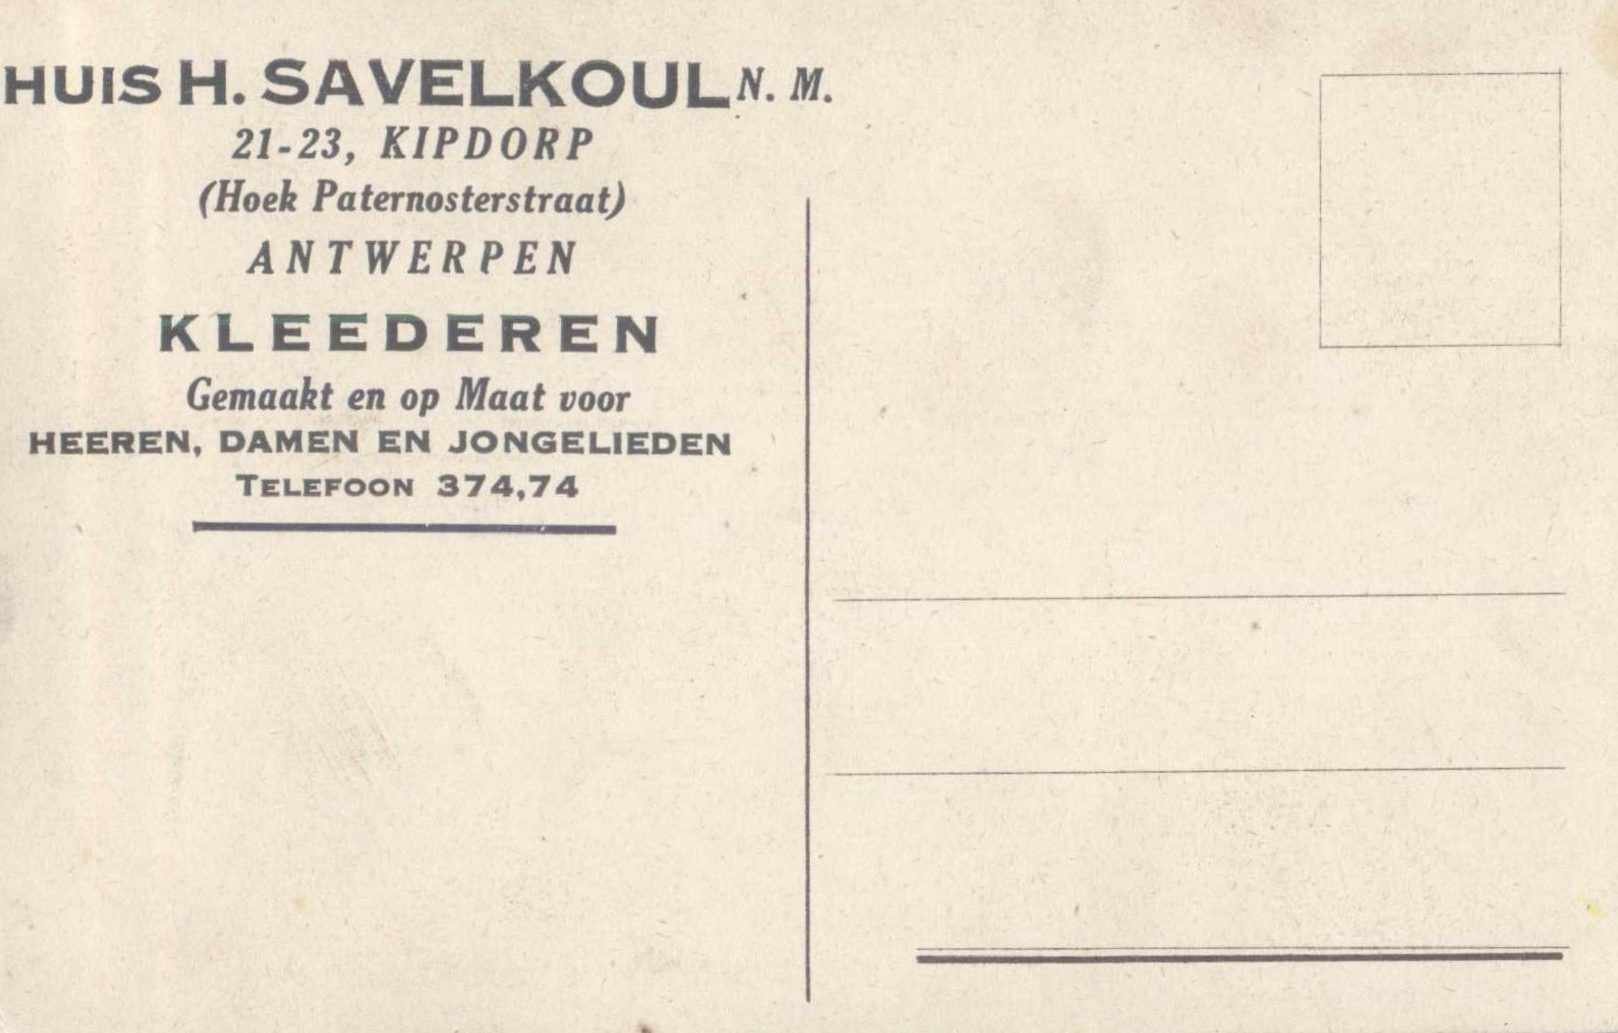 HUIS H. SAVELKOUL N. M.
21-23, KIPDORP
(Hoek Paternosterstraat)
ANTWERPEN
KLEEDEREN
Gemaakt en op Maat voor
HEEREN, DAMEN EN JONGELIEDEN
TELEFOON 374,74